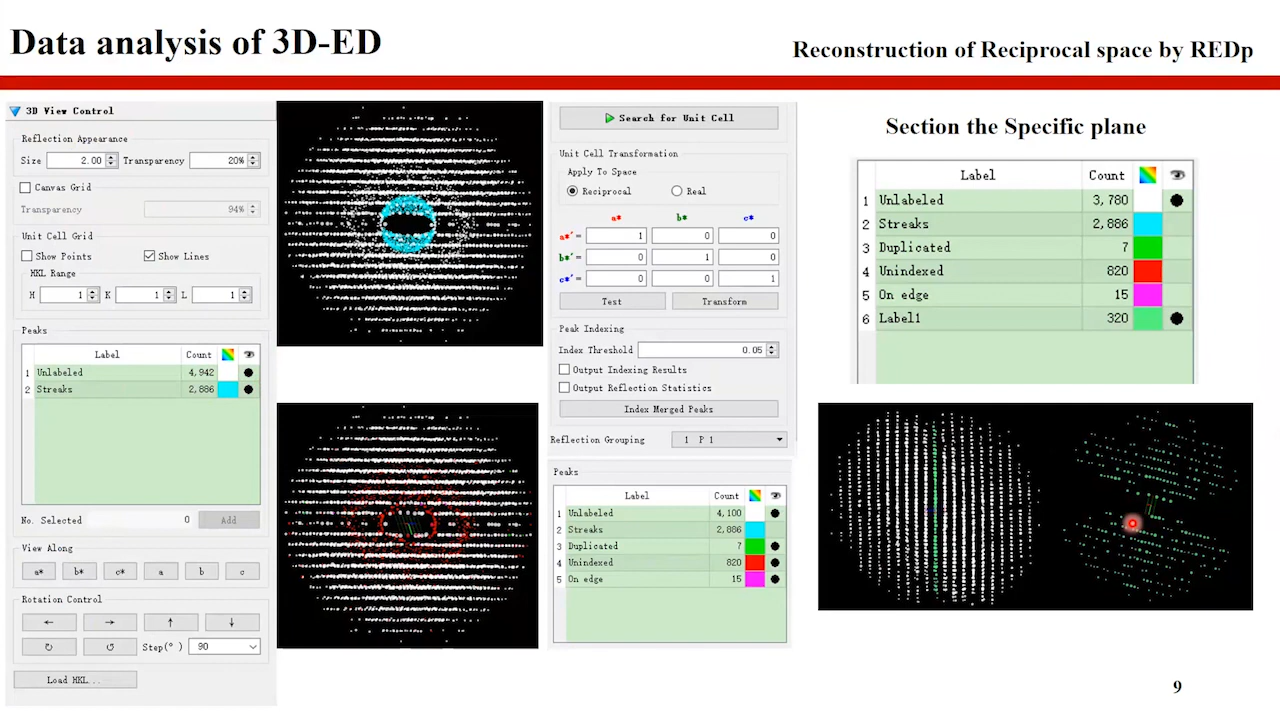 Data analysis of 3D-ED
Reconstruction of Reciprocal space by REDp
3D View Control
Reflection Appearance
Size 2.00 Transparency 20%
Canvas Grid
Transparency 94%
Unit Cell Grid
Show Points Show Lines
HKL Range
H 1 K 1 L 1
Peaks
Label Count
1 Unlabeled 4,942
2 Streaks 2,886
No. Selected 0 Add
View Along
a* b* c* a b c
Rotation Control
← → ↑ ↓
↻ ↺ Step(°) 90
Load HKL...
Search for Unit Cell
Unit Cell Transformation
Apply To Space
Reciprocal Real
a* b* c*
a*' = 1 0 0
b*' = 0 1 0
c*' = 0 0 1
Test Transform
Peak Indexing
Index Threshold 0.05
Output Indexing Results
Output Reflection Statistics
Index Merged Peaks
Reflection Grouping 1 P 1
Peaks
Label Count
1 Unlabeled 4,100
2 Streaks 2,886
3 Duplicated 7
4 Unindexed 820
5 On edge 15
Section the Specific plane
Label Count
1 Unlabeled 3,780
2 Streaks 2,886
3 Duplicated 7
4 Unindexed 820
5 On edge 15
6 Label1 320
9